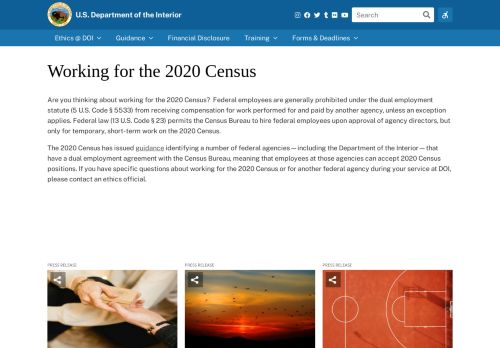 U.S. Department of the Interior
Search
Ethics @ DOI
Guidance
Financial Disclosure
Training
Forms & Deadlines
Working for the 2020 Census
Are you thinking about working for the 2020 Census? Federal employees are generally prohibited under the dual employment
statute (5 U.S. Code § 5533) from receiving compensation for work performed for and paid by another agency, unless an exception
applies. Federal law (13 U.S. Code § 23) permits the Census Bureau to hire federal employees upon approval of agency directors, but
only for temporary, short-term work on the 2020 Census.
The 2020 Census has issued guidance identifying a number of federal agencies—including the Department of the Interior—that
have a dual employment agreement with the Census Bureau, meaning that employees at those agencies can accept 2020 Census
positions. If you have specific questions about working for the 2020 Census or for another federal agency during your service at DOI,
please contact an ethics official.
PRESS RELEASE
PRESS RELEASE
PRESS RELEASE